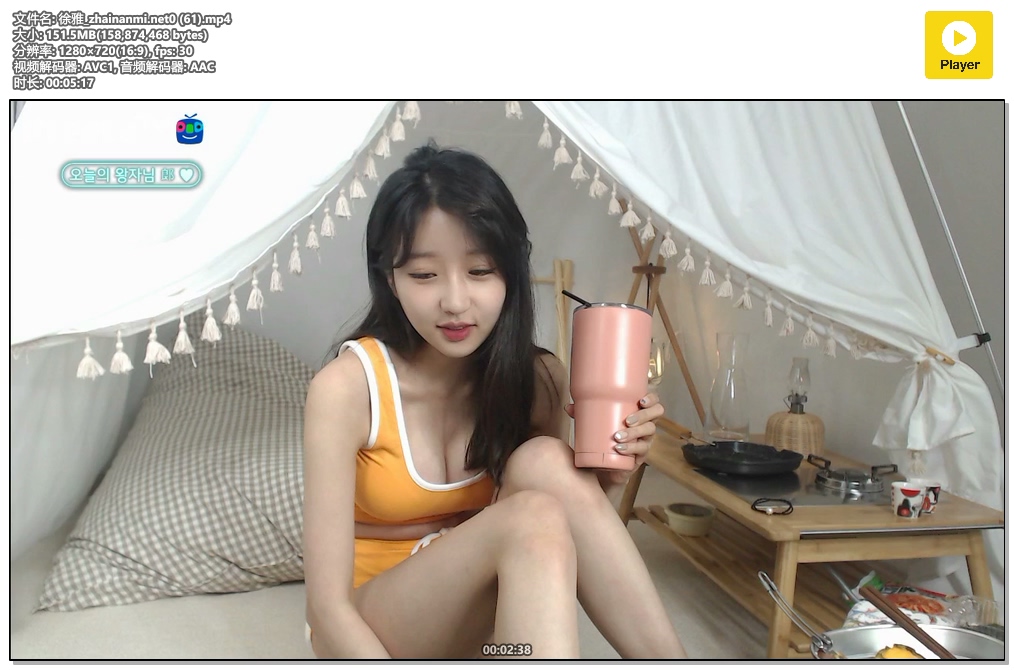 文件名: 徐雅_zhainanmi.net0 (61).mp4
大小: 151.5MB(158,874,468 bytes)
分辨率: 1280×720(16:9), fps: 30
视频解码器: AVC1, 音频解码器: AAC
时长: 00:05:17
Player
오늘의 왕자님
00:02:38